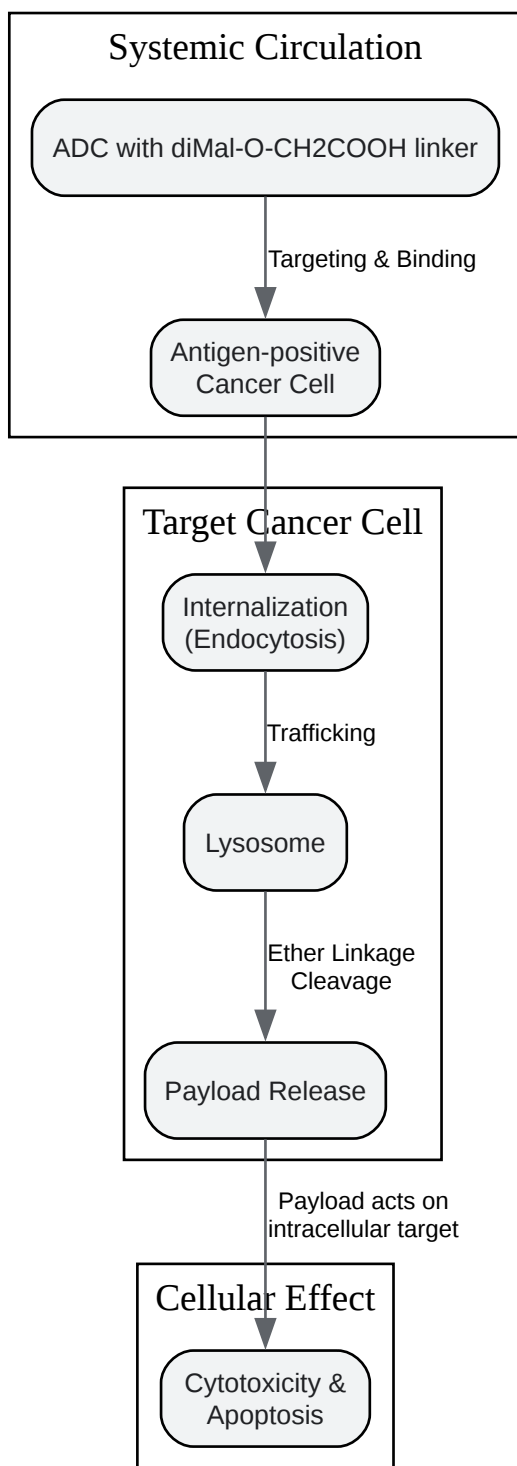 Systemic Circulation
ADC with diMal-O-CH2COOH linker
Targeting & Binding
Antigen-positive
Cancer Cell
Target Cancer Cell
Internalization
(Endocytosis)
Trafficking
Lysosome
Ether Linkage
Cleavage
Payload Release
Payload acts on
intracellular target
Cellular Effect
Cytotoxicity &
Apoptosis